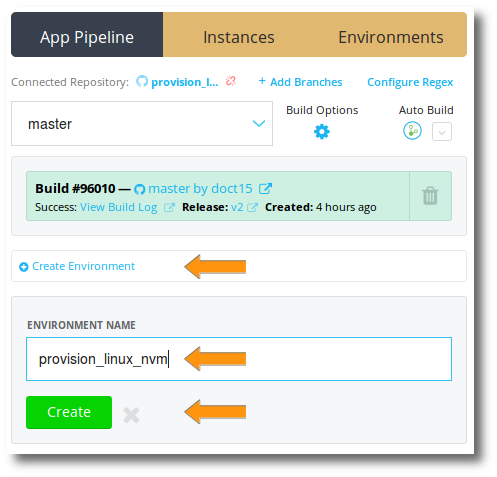 App Pipeline Instances Environments
Connected Repository: provision_l... + Add Branches Configure Regex
master Build Options Auto Build
Build #96010 — master by doct15
Success: View Build Log Release: v2 Created: 4 hours ago
Create Environment
ENVIRONMENT NAME
provision_linux_nvm
Create